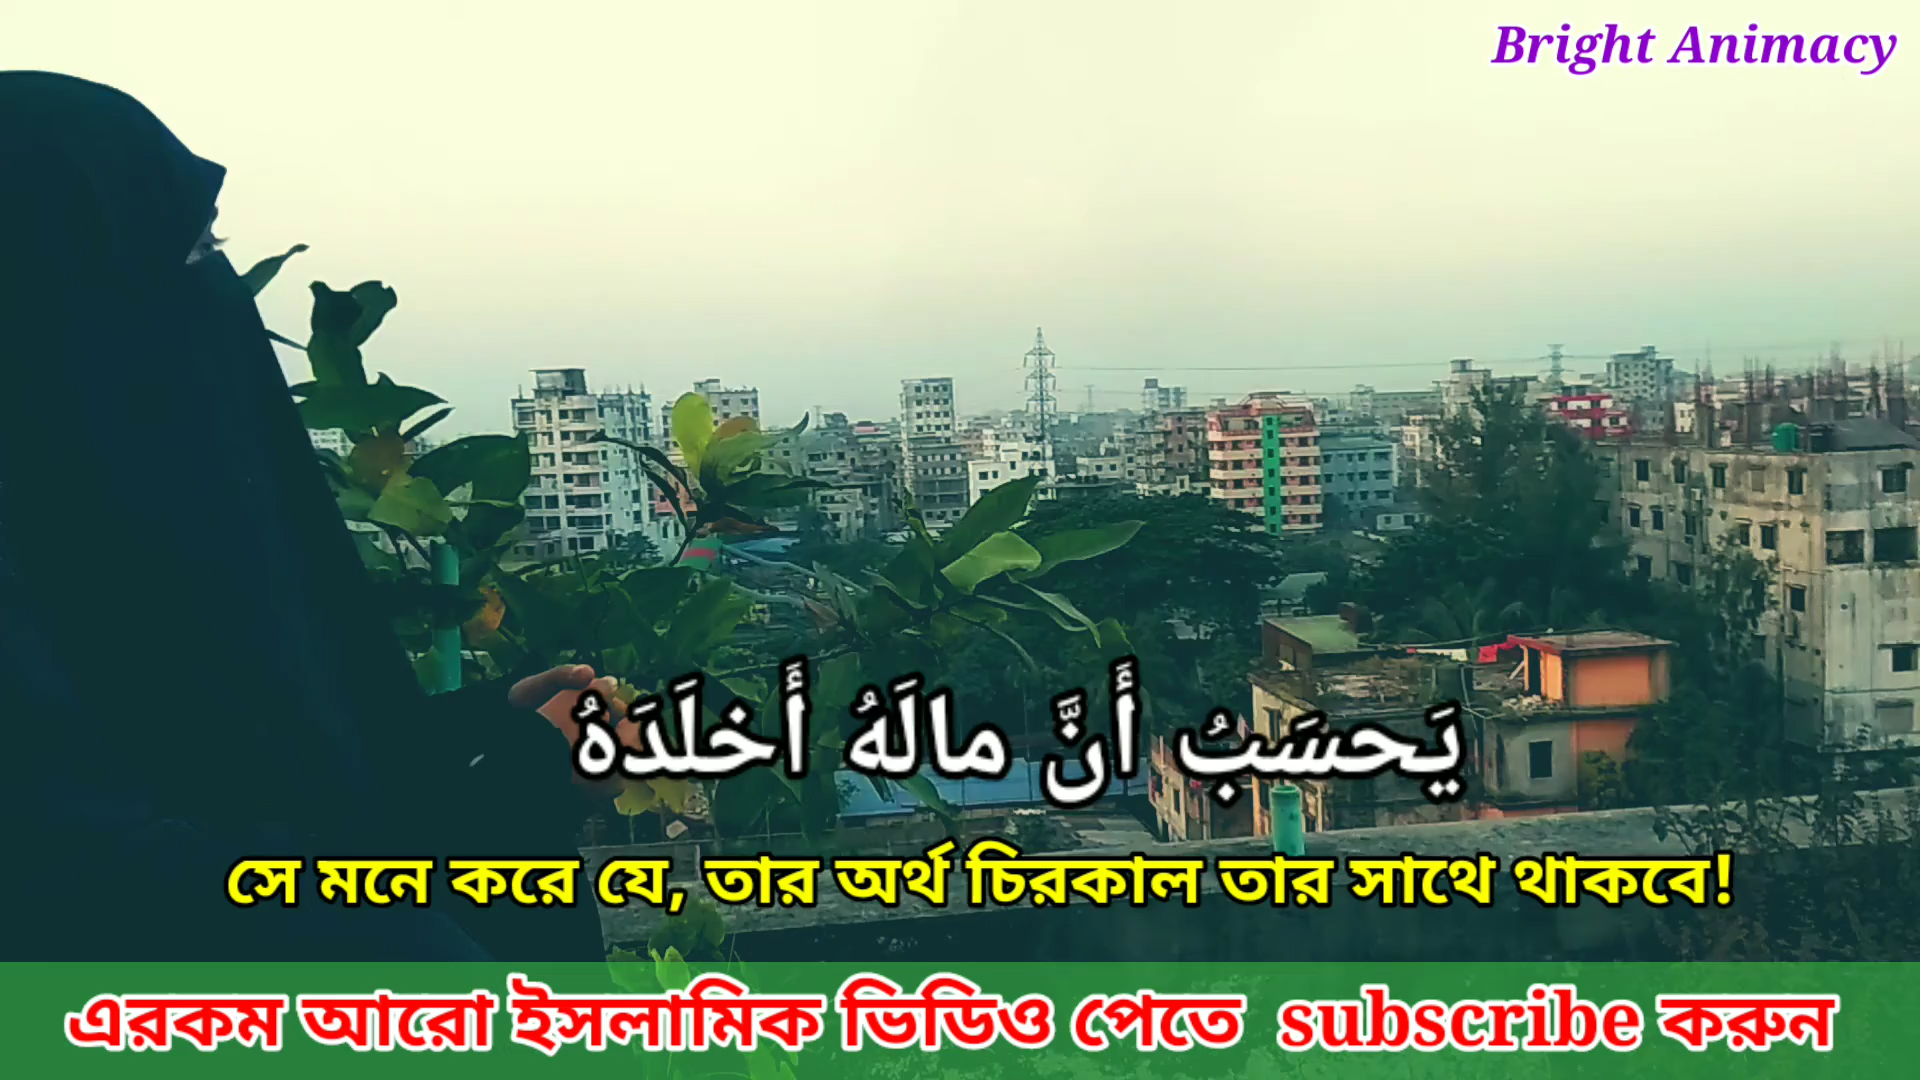 Bright Animacy
يَحسَبُ أَنَّ مالَهُ أَخلَدَهُ
সে মনে করে যে, তার অর্থ চিরকাল তার সাথে থাকবে!
এরকম আরো ইসলামিক ভিডিও পেতে subscribe করুন